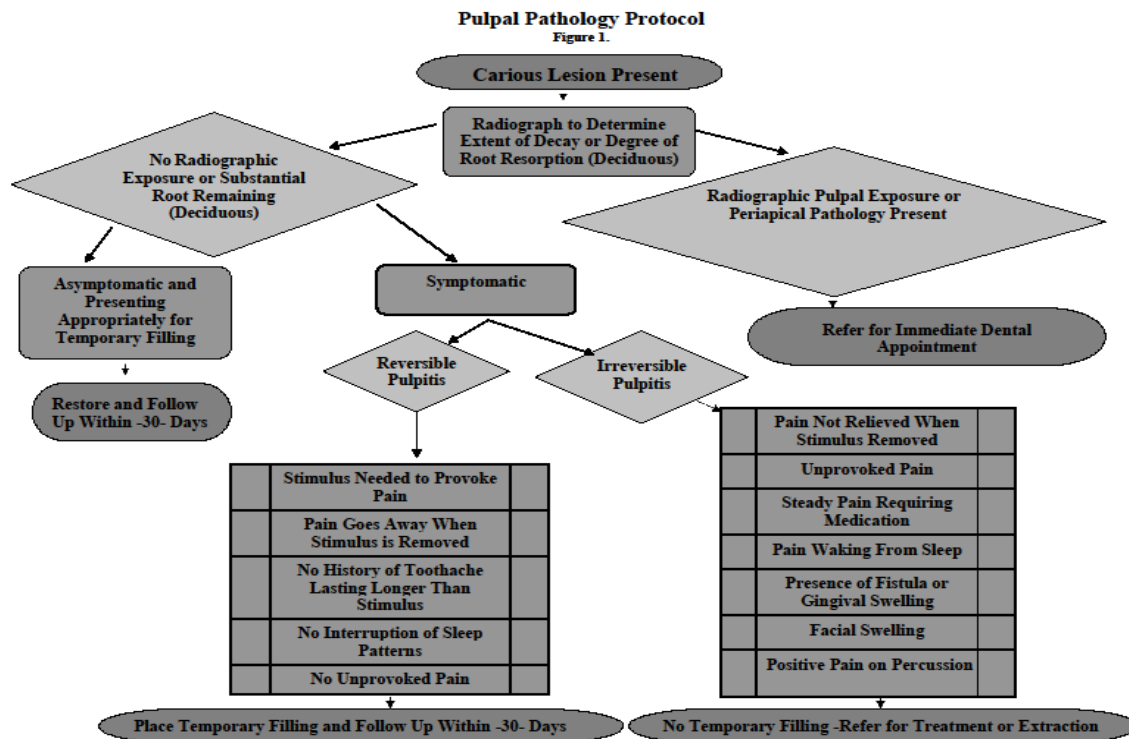 Pulpal Pathology Protocol
Figure 1.
Carious Lesion Present
Radiograph to Determine
Extent of Decay or Degree of
Root Resorption (Deciduous)
No Radiographic
Exposure or Substantial
Root Remaining
(Deciduous)
Radiographic Pulpal Exposure or
Periapical Pathology Present
Asymptomatic and
Presenting
Appropriately for
Temporary Filling
Symptomatic
Refer for Immediate Dental
Appointment
Reversible
Pulpitis
Irreversible
Pulpitis
Restore and Follow
Up Within -30- Days
Stimulus Needed to Provoke
Pain
Pain Goes Away When
Stimulus is Removed
No History of Toothache
Lasting Longer Than
Stimulus
No Interruption of Sleep
Patterns
No Unprovoked Pain
Pain Not Relieved When
Stimulus Removed
Unprovoked Pain
Steady Pain Requiring
Medication
Pain Waking From Sleep
Presence of Fistula or
Gingival Swelling
Facial Swelling
Positive Pain on Percussion
Place Temporary Filling and Follow Up Within -30- Days
No Temporary Filling -Refer for Treatment or Extraction